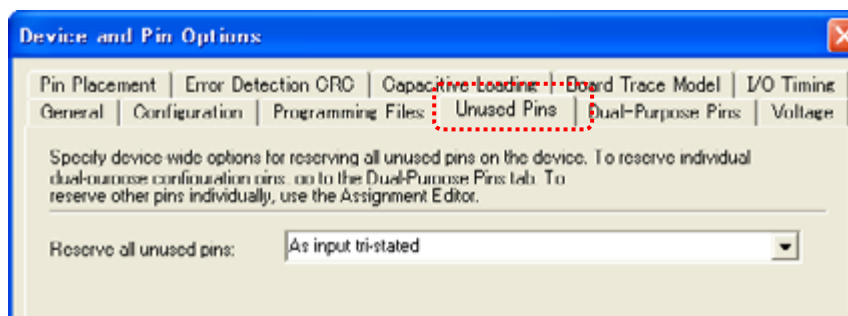 Device and Pin Options
Pin Placement Error Detection CRC Capacitive Loading Board Trace Model I/O Timing
General Configuration Programming Files Unused Pins Dual-Purpose Pins Voltage
Specify device-wide options for reserving all unused pins on the device. To reserve individual
dual-purpose configuration pins, go to the Dual-Purpose Pins tab. To
reserve other pins individually, use the Assignment Editor.
Reserve all unused pins: As input tri-stated